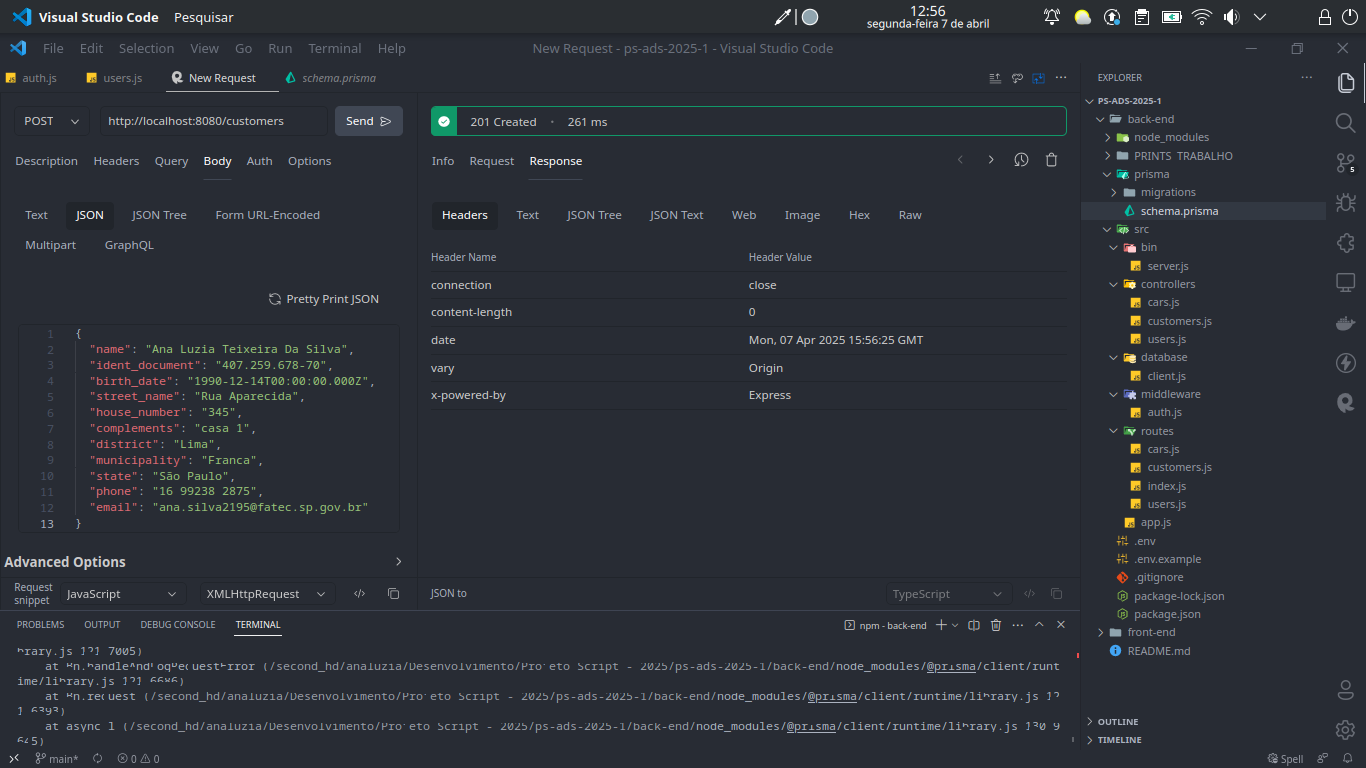 Visual Studio Code Pesquisar
12:56
segunda-feira 7 de abril
File Edit Selection View Go Run Terminal Help
New Request - ps-ads-2025-1 - Visual Studio Code
auth.js users.js New Request schema.prisma
POST http://localhost:8080/customers Send
Description Headers Query Body Auth Options
Text JSON JSON Tree Form URL-Encoded
Multipart GraphQL
Pretty Print JSON
1 {
2 "name": "Ana Luzia Teixeira Da Silva",
3 "ident_document": "407.259.678-70",
4 "birth_date": "1990-12-14T00:00:00.000Z",
5 "street_name": "Rua Aparecida",
6 "house_number": "345",
7 "complements": "casa 1",
8 "district": "Lima",
9 "municipality": "Franca",
10 "state": "São Paulo",
11 "phone": "16 99238 2875",
12 "email": "ana.silva2195@fatec.sp.gov.br"
13 }
Advanced Options
Request snippet JavaScript XMLHttpRequest
201 Created · 261 ms
Info Request Response
Headers Text JSON Tree JSON Text Web Image Hex Raw
Header Name Header Value
connection close
content-length 0
date Mon, 07 Apr 2025 15:56:25 GMT
vary Origin
x-powered-by Express
JSON to TypeScript
PROBLEMS OUTPUT DEBUG CONSOLE TERMINAL
npm - back-end
brary.js 7005)
at (/second_hd/analuzia/Desenvolvimento/Projeto Script - 2025/ps-ads-2025-1/back-end/node_modules/@prisma/client/runt
ime/library.js
at (/second_hd/analuzia/Desenvolvimento/Projeto Script - 2025/ps-ads-2025-1/back-end/node_modules/@prisma/client/runtime/library.js
at async l (/second_hd/analuzia/Desenvolvimento/Projeto Script - 2025/ps-ads-2025-1/back-end/node_modules/@prisma/client/runtime/library.js
main* 0 0
Spell
EXPLORER
PS-ADS-2025-1
back-end
node_modules
PRINTS TRABALHO
prisma
migrations
schema.prisma
src
bin
server.js
controllers
cars.js
customers.js
users.js
database
client.js
middleware
auth.js
routes
cars.js
customers.js
index.js
users.js
app.js
.env
.env.example
.gitignore
package-lock.json
package.json
front-end
README.md
OUTLINE
TIMELINE
5